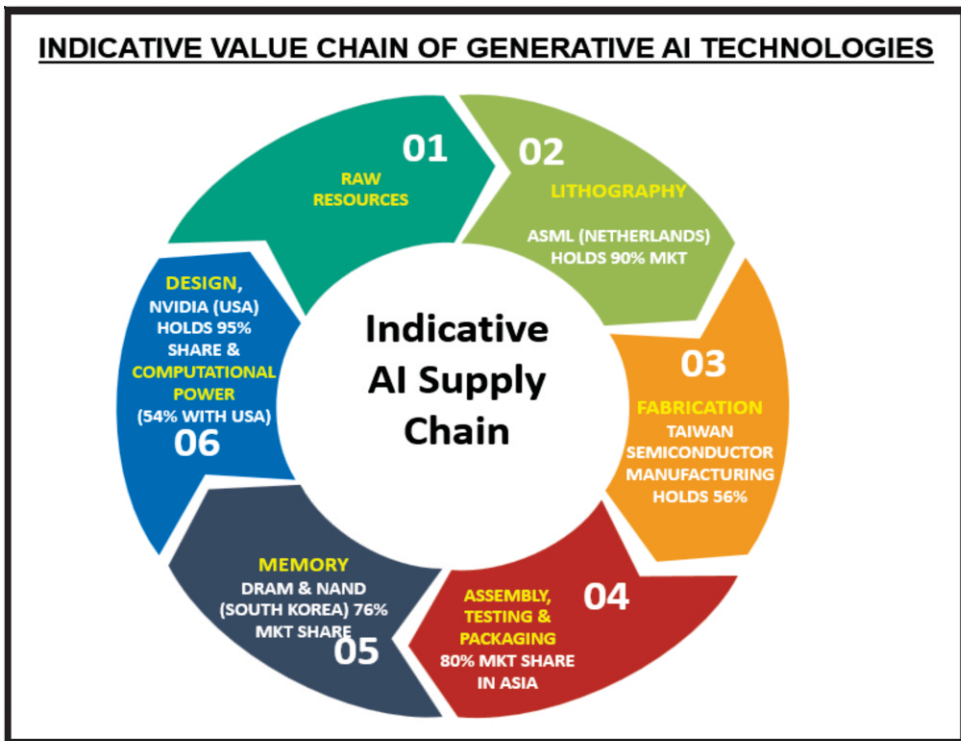 INDICATIVE VALUE CHAIN OF GENERATIVE AI TECHNOLOGIES
01
RAW
RESOURCES
02
LITHOGRAPHY
ASML (NETHERLANDS)
HOLDS 90% MKT
03
FABRICATION
TAIWAN
SEMICONDUCTOR
MANUFACTURING
HOLDS 56%
04
ASSEMBLY,
TESTING &
PACKAGING
80% MKT SHARE
IN ASIA
MEMORY
DRAM & NAND
(SOUTH KOREA) 76%
MKT SHARE
05
DESIGN,
NVIDIA (USA)
HOLDS 95%
SHARE &
COMPUTATIONAL
POWER
(54% WITH USA)
06
Indicative
AI Supply
Chain